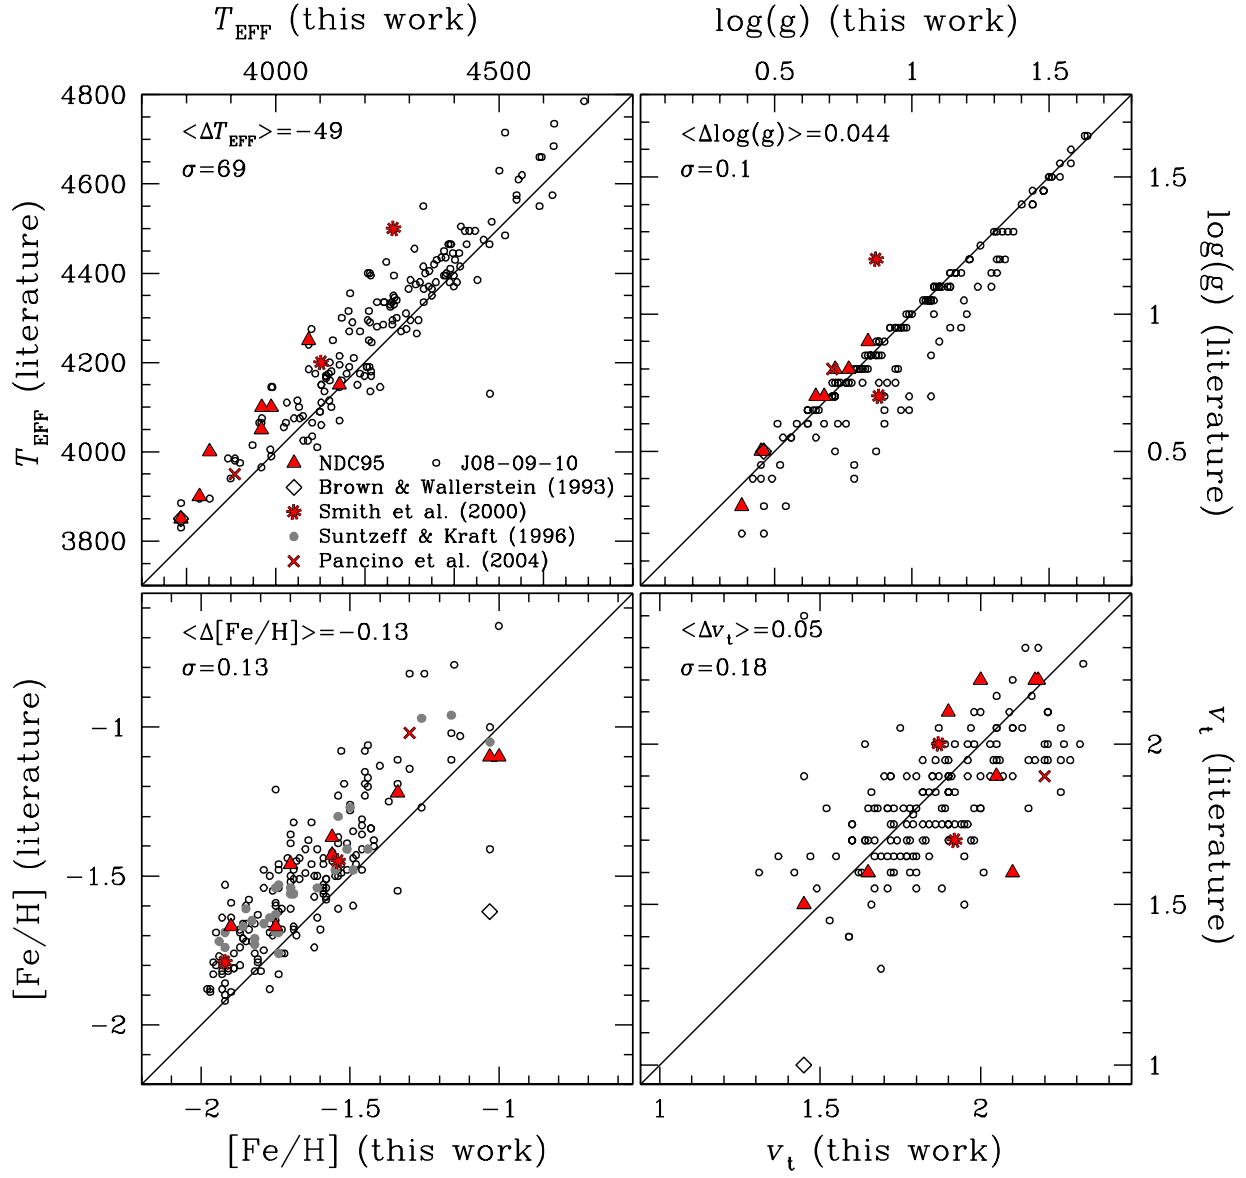 T_EFF (this work) log(g) (this work)
4000 4500 0.5 1 1.5
4800
4600
4400
4200
4000
3800
T_EFF (literature)
<ΔT_EFF>=−49
σ=69
NDC95 J08−09−10
Brown & Wallerstein (1993)
Smith et al. (2000)
Suntzeff & Kraft (1996)
Pancino et al. (2004)
<Δlog(g)>=0.044
σ=0.1
1.5
1
0.5
log(g) (literature)
<Δ[Fe/H]>=−0.13
σ=0.13
−1
−1.5
−2
[Fe/H] (literature)
<Δv_t>=0.05
σ=0.18
2
1.5
1
v_t (literature)
−2 −1.5 −1 1 1.5 2
[Fe/H] (this work) v_t (this work)